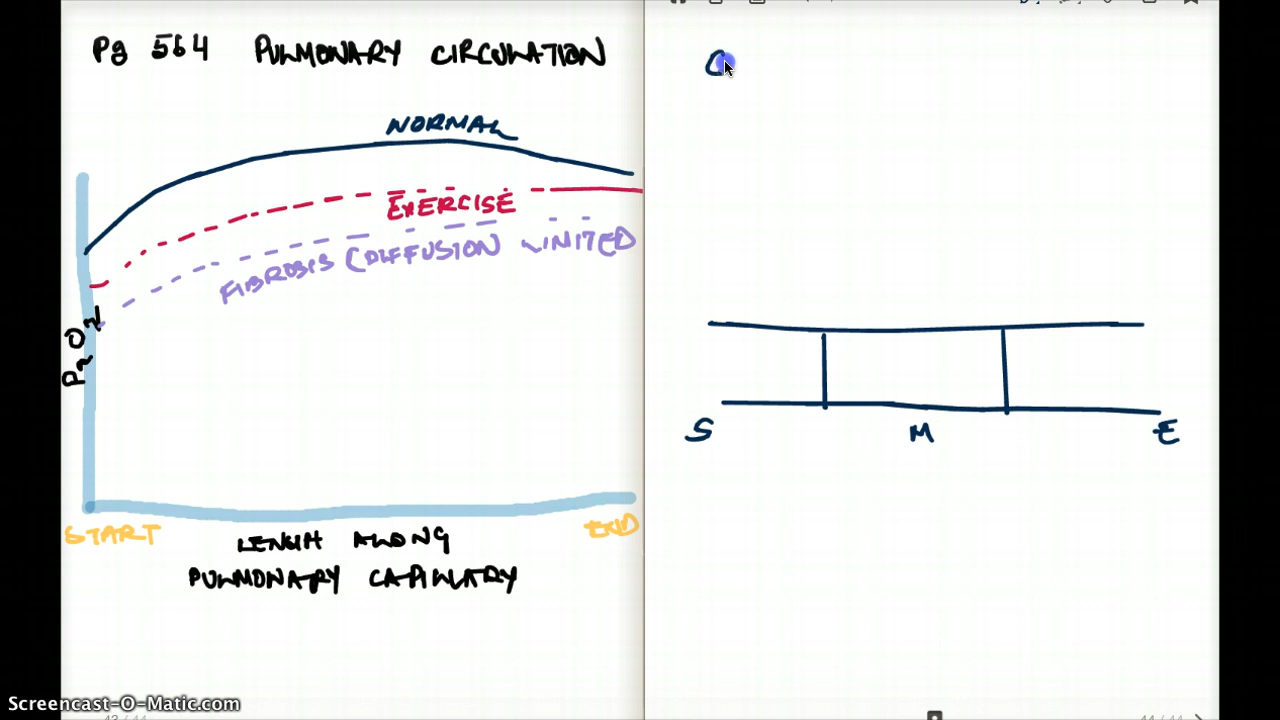 Pg 564 PULMONARY CIRCULATION
NORMAL
EXERCISE
FIBROSIS (DIFFUSION LIMITED
PaO2
START
END
LENGTH ALONG
PULMONARY CAPILLARY
C
S
M
E
Screencast-O-Matic.com